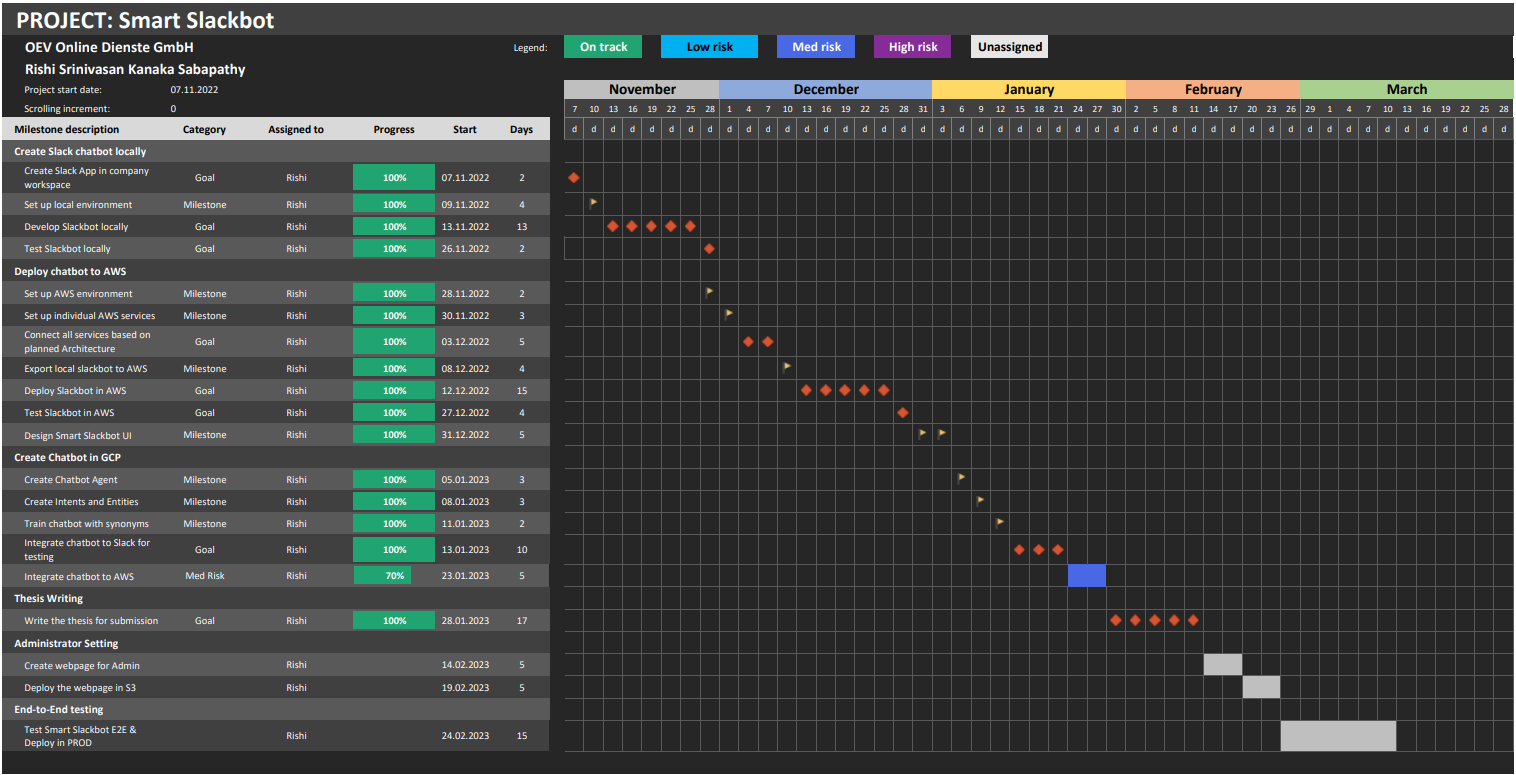 PROJECT: Smart Slackbot
OEV Online Dienste GmbH
Legend: On track Low risk Med risk High risk Unassigned
Rishi Srinivasan Kanaka Sabapathy
Project start date: 07.11.2022
November December January February March
Scrolling increment: 0
7 10 13 16 19 22 25 28 1 4 7 10 13 16 19 22 25 28 31 3 6 9 12 15 18 21 24 27 30 2 5 8 11 14 17 20 23 26 29 1 4 7 10 13 16 19 22 25 28
Milestone description Category Assigned to Progress Start Days
d d d d d d d d d d d d d d d d d d d d d d d d d d d d d d d d d d d d d d d d d d d d d d d d d
Create Slack chatbot locally
Create Slack App in company
workspace
Goal Rishi 100% 07.11.2022 2
Set up local environment Milestone Rishi 100% 09.11.2022 4
Develop Slackbot locally Goal Rishi 100% 13.11.2022 13
Test Slackbot locally Goal Rishi 100% 26.11.2022 2
Deploy chatbot to AWS
Set up AWS environment Milestone Rishi 100% 28.11.2022 2
Set up individual AWS services Milestone Rishi 100% 30.11.2022 3
Connect all services based on
planned Architecture
Goal Rishi 100% 03.12.2022 5
Export local slackbot to AWS Milestone Rishi 100% 08.12.2022 4
Deploy Slackbot in AWS Goal Rishi 100% 12.12.2022 15
Test Slackbot in AWS Goal Rishi 100% 27.12.2022 4
Design Smart Slackbot UI Milestone Rishi 100% 31.12.2022 5
Create Chatbot in GCP
Create Chatbot Agent Milestone Rishi 100% 05.01.2023 3
Create Intents and Entities Milestone Rishi 100% 08.01.2023 3
Train chatbot with synonyms Milestone Rishi 100% 11.01.2023 2
Integrate chatbot to Slack for
testing
Goal Rishi 100% 13.01.2023 10
Integrate chatbot to AWS Med Risk Rishi 70% 23.01.2023 5
Thesis Writing
Write the thesis for submission Goal Rishi 100% 28.01.2023 17
Administrator Setting
Create webpage for Admin Rishi 14.02.2023 5
Deploy the webpage in S3 Rishi 19.02.2023 5
End-to-End testing
Test Smart Slackbot E2E &
Deploy in PROD
Rishi 24.02.2023 15